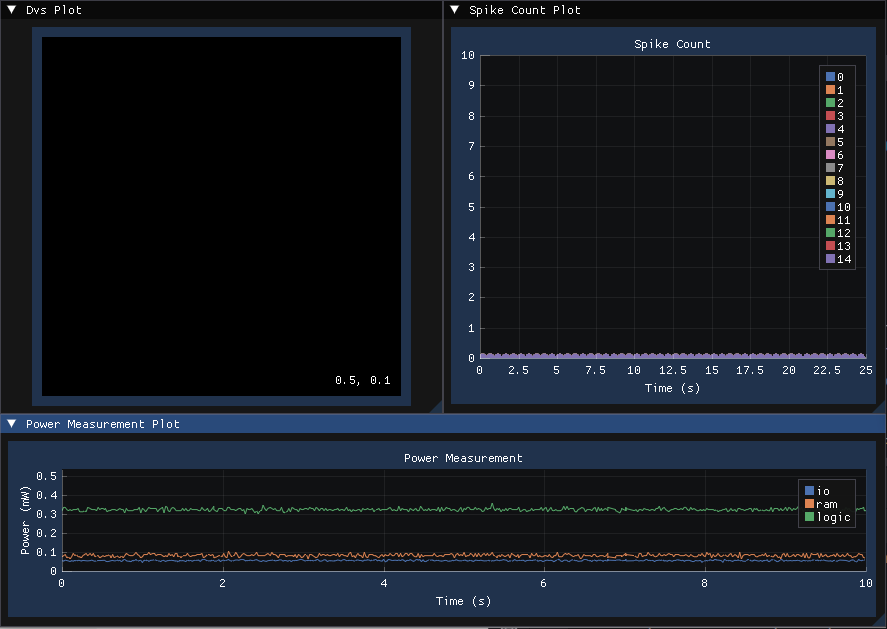 Dvs Plot
0.5, 0.1
Spike Count Plot
Spike Count
10
9
8
7
6
5
4
3
2
1
0
0 2.5 5 7.5 10 12.5 15 17.5 20 22.5 25
Time (s)
0
1
2
3
4
5
6
7
8
9
10
11
12
13
14
Power Measurement Plot
Power Measurement
Power (mW)
0.5
0.4
0.3
0.2
0.1
0
0 2 4 6 8 10
Time (s)
io
ram
logic